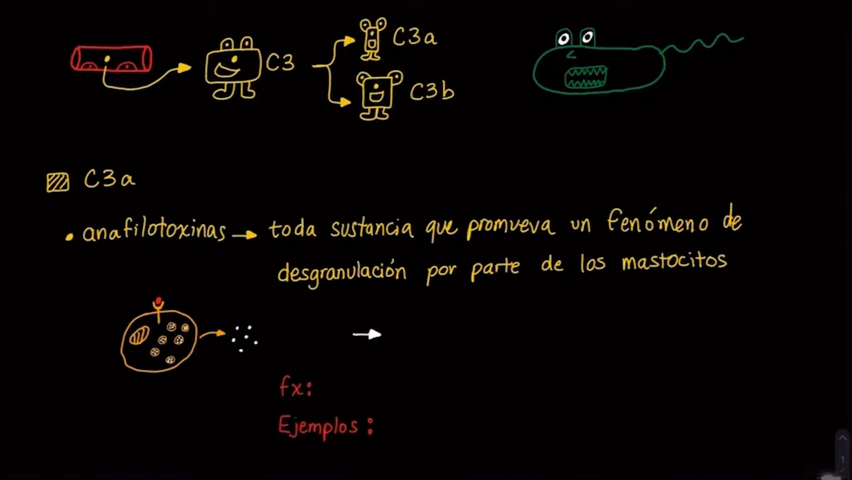 C3
C3a
C3b
C3a
• anafilotoxinas → toda sustancia que promueva un fenómeno de
desgranulación por parte de los mastocitos
fx:
Ejemplos:
1